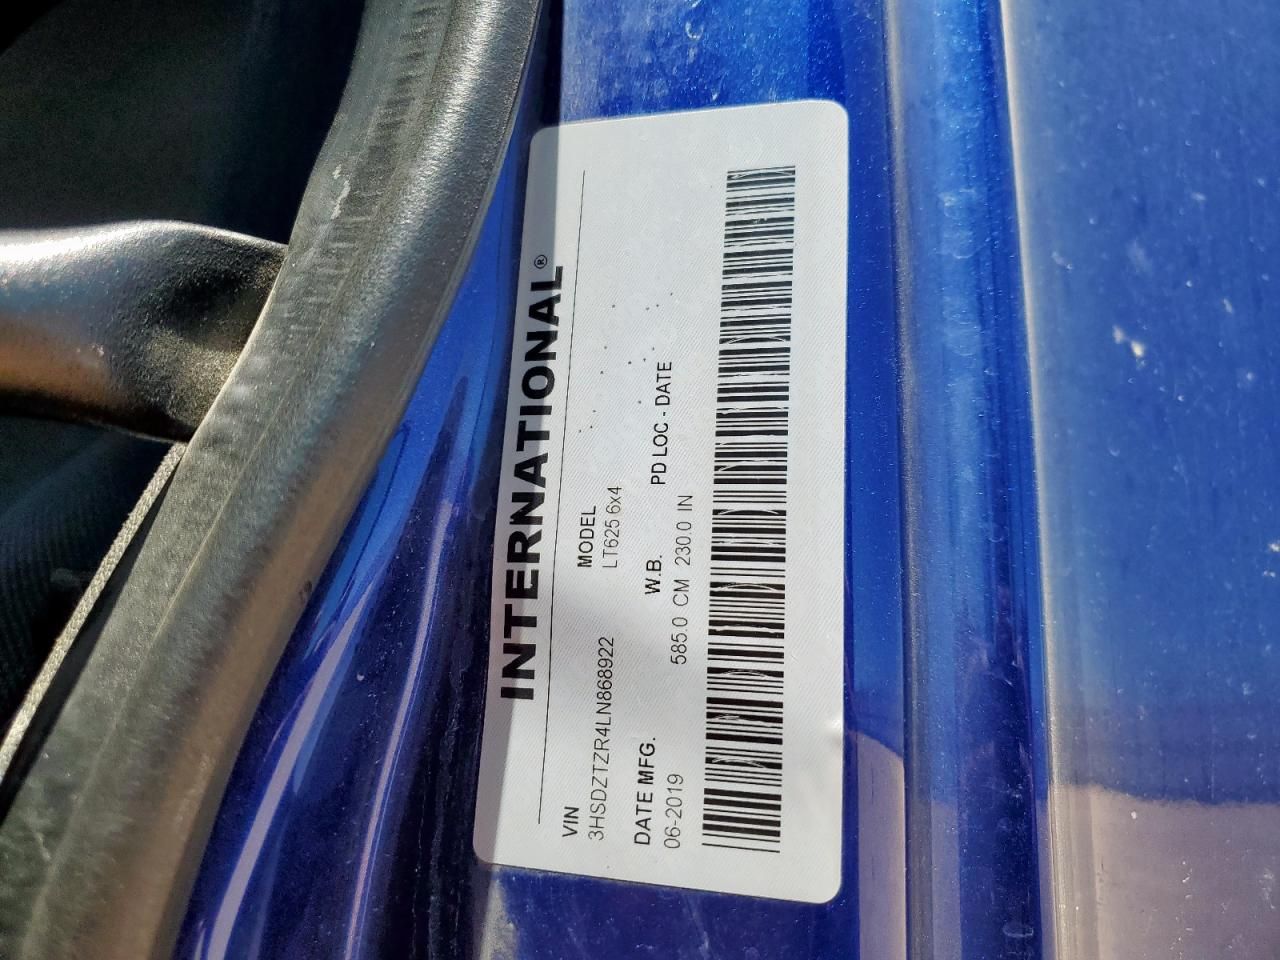 INTERNATIONAL®
VIN MODEL
3HSDZTZR4LN868922 LT625 6x4
DATE MFG. W.B. PD LOC - DATE
06-2019 585.0 CM 230.0 IN